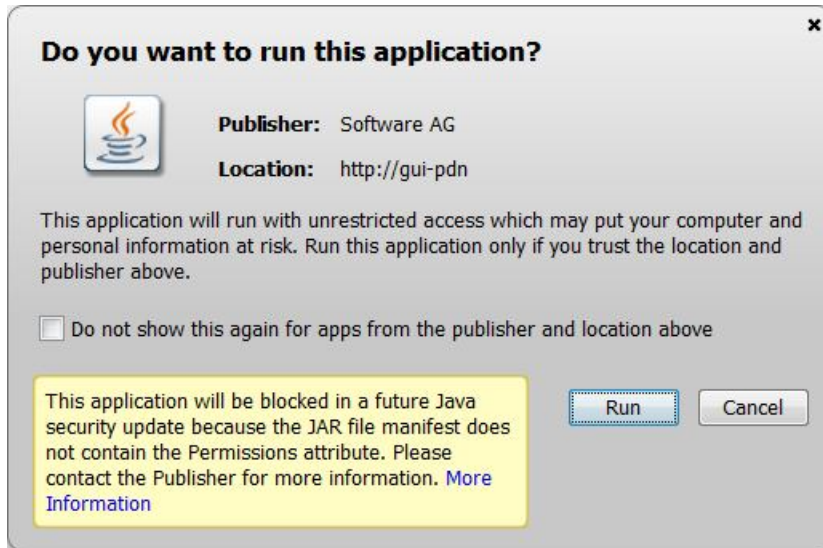 Do you want to run this application?
Publisher: Software AG
Location: http://gui-pdn
This application will run with unrestricted access which may put your computer and
personal information at risk. Run this application only if you trust the location and
publisher above.
Do not show this again for apps from the publisher and location above
This application will be blocked in a future Java
security update because the JAR file manifest does
not contain the Permissions attribute. Please
contact the Publisher for more information. More
Information
Run
Cancel